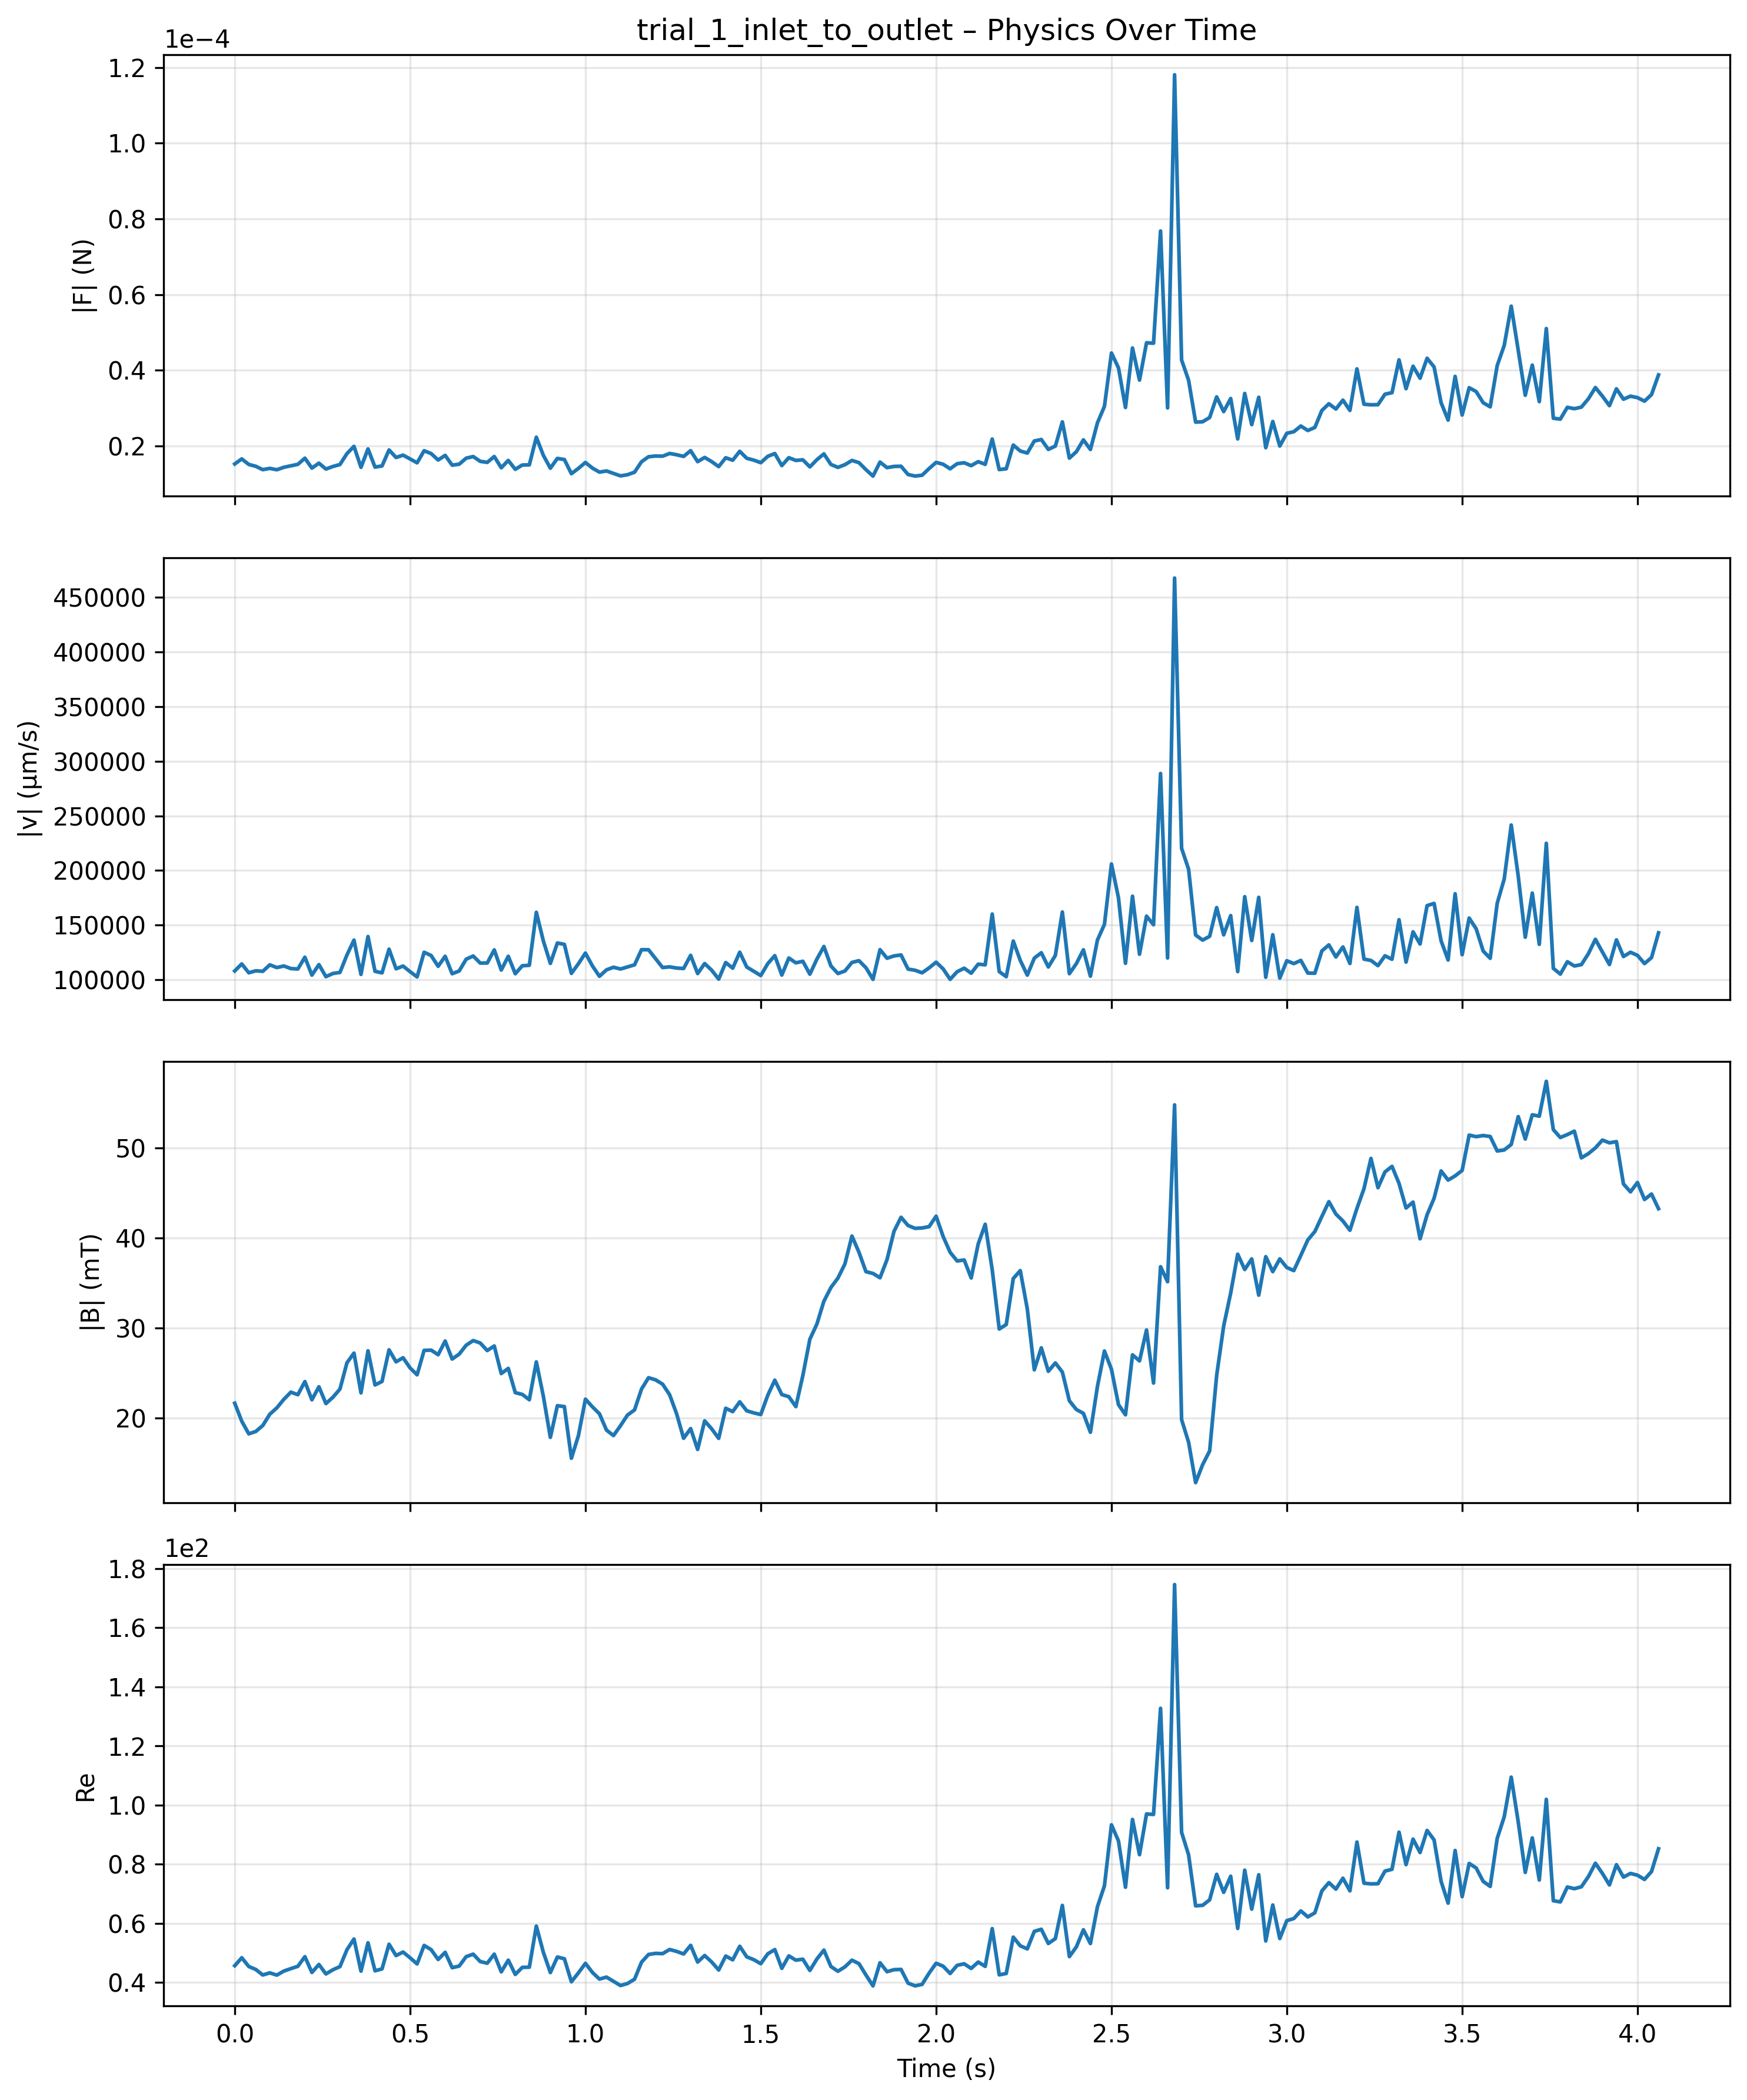 trial_1_inlet_to_outlet – Physics Over Time
1e−4
1.2
1.0
0.8
0.6
0.4
0.2
|F| (N)
450000
400000
350000
300000
250000
200000
150000
100000
|v| (µm/s)
50
40
30
20
|B| (mT)
1e2
1.8
1.6
1.4
1.2
1.0
0.8
0.6
0.4
Re
0.0 0.5 1.0 1.5 2.0 2.5 3.0 3.5 4.0
Time (s)